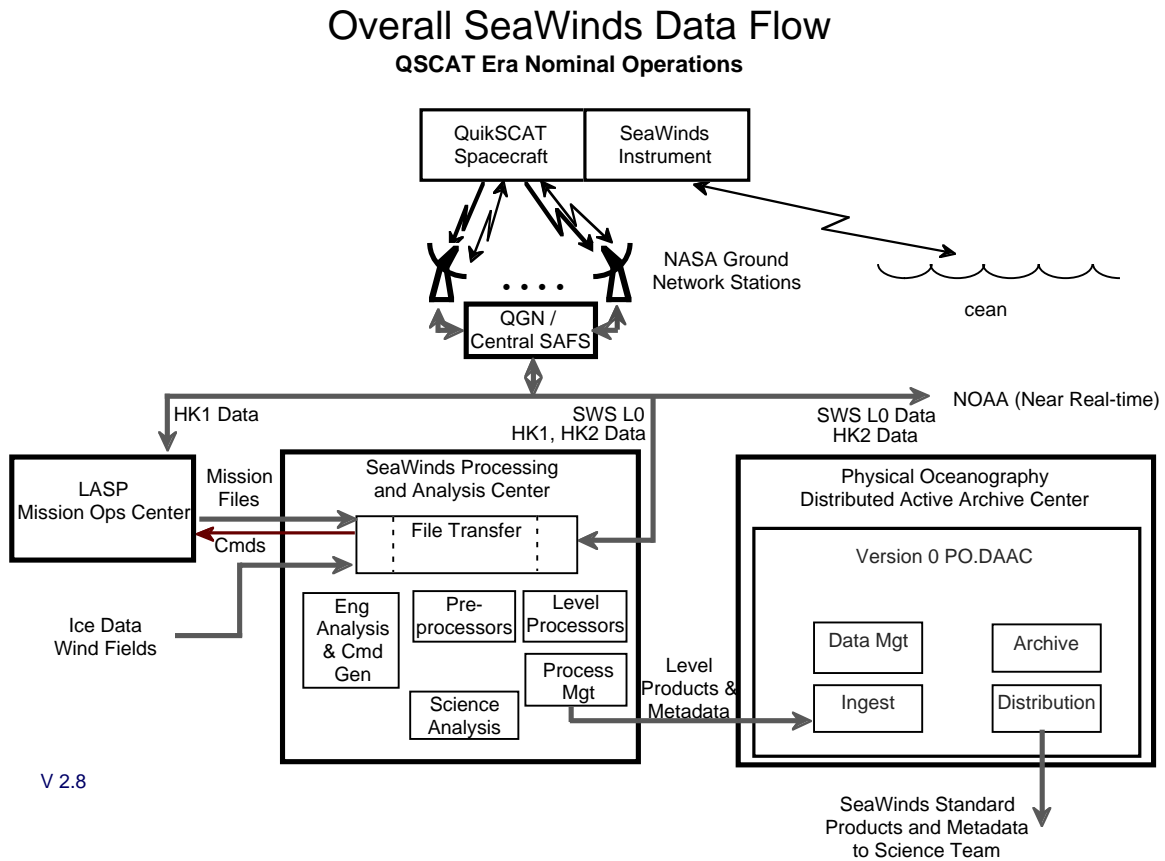 Overall SeaWinds Data Flow
QSCAT Era Nominal Operations
QuikSCAT
Spacecraft
SeaWinds
Instrument
NASA Ground
Network Stations
cean
QGN /
Central SAFS
HK1 Data
SWS L0
HK1, HK2 Data
SWS L0 Data
HK2 Data
NOAA (Near Real-time)
LASP
Mission Ops Center
Mission
Files
Cmds
SeaWinds Processing
and Analysis Center
File Transfer
Physical Oceanography
Distributed Active Archive Center
Version 0 PO.DAAC
Ice Data
Wind Fields
Eng
Analysis
& Cmd
Gen
Pre-
processors
Level
Processors
Process
Mgt
Science
Analysis
Level
Products &
Metadata
Data Mgt
Archive
Ingest
Distribution
V 2.8
SeaWinds Standard
Products and Metadata
to Science Team